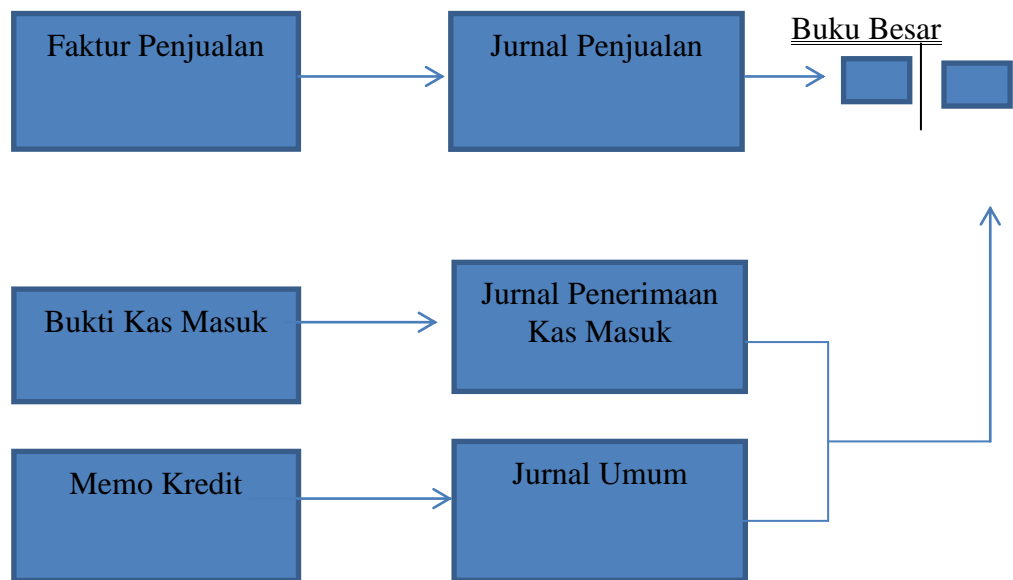 Faktur Penjualan
Jurnal Penjualan
Buku Besar
Bukti Kas Masuk
Jurnal Penerimaan
Kas Masuk
Memo Kredit
Jurnal Umum